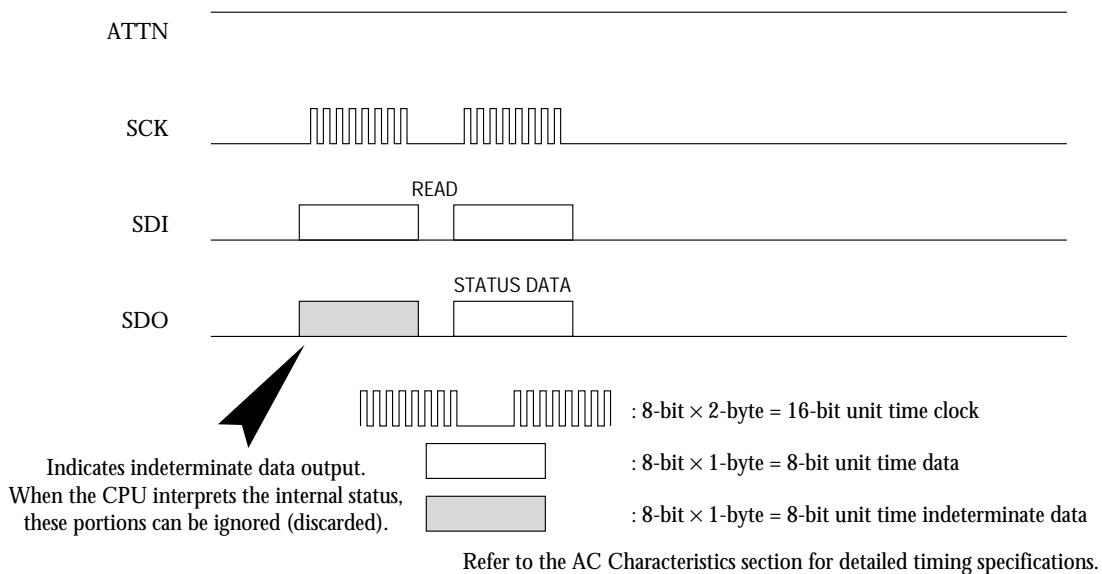 ATTN
SCK
READ
SDI
STATUS DATA
SDO
: 8-bit × 2-byte = 16-bit unit time clock
: 8-bit × 1-byte = 8-bit unit time data
: 8-bit × 1-byte = 8-bit unit time indeterminate data
Indicates indeterminate data output.
When the CPU interprets the internal status,
these portions can be ignored (discarded).
Refer to the AC Characteristics section for detailed timing specifications.